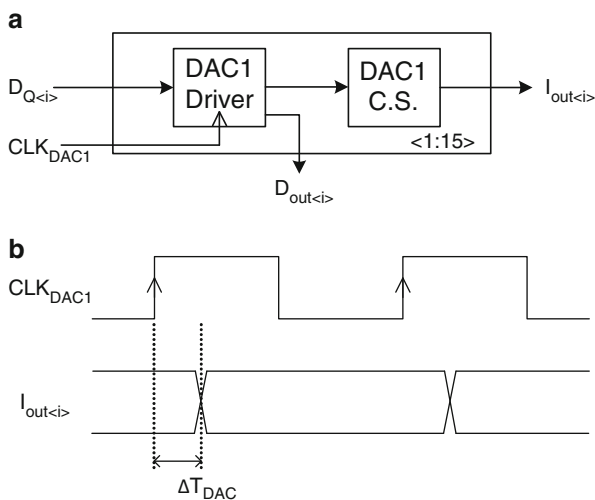 a
D_Q<i>
CLK_DAC1
DAC1
Driver
DAC1
C.S.
I_out<i>
<1:15>
D_out<i>
b
CLK_DAC1
I_out<i>
ΔT_DAC